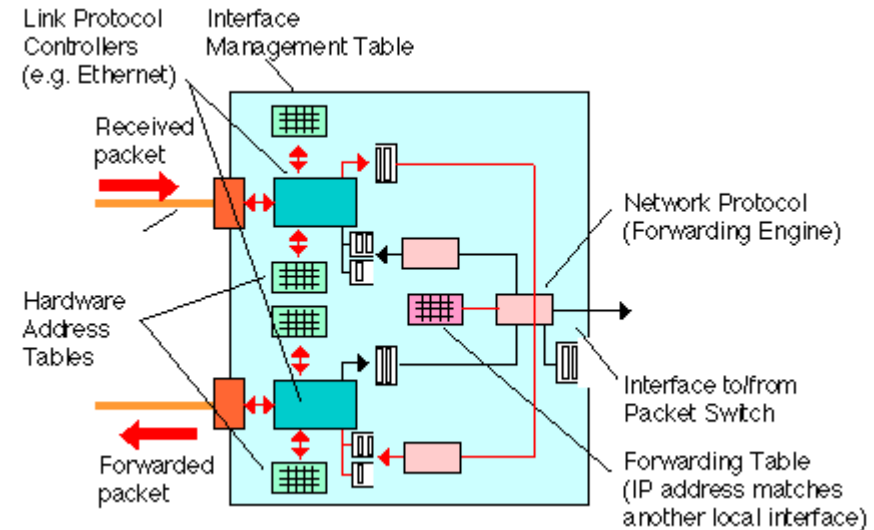 Link Protocol
Controllers
(e.g. Ethernet)
Interface
Management Table
Received
packet
Network Protocol
(Forwarding Engine)
Hardware
Address
Tables
Interface to/from
Packet Switch
Forwarded
packet
Forwarding Table
(IP address matches
another local interface)